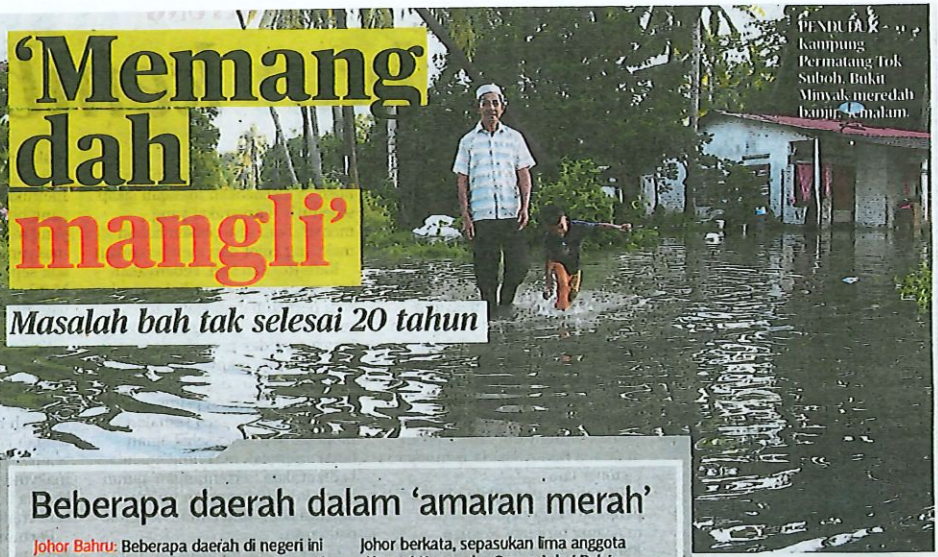 'Memang
dah
mangli'
Masalah bah tak selesai 20 tahun
PENDUDUK
Kampung
Permatang Tok
Suboh, Bukit
Minyak meredah
banjir, semalam.
Beberapa daerah dalam 'amaran merah'
Johor Bahru: Beberapa daerah di negeri ini
Johor berkata, sepasukan lima anggota